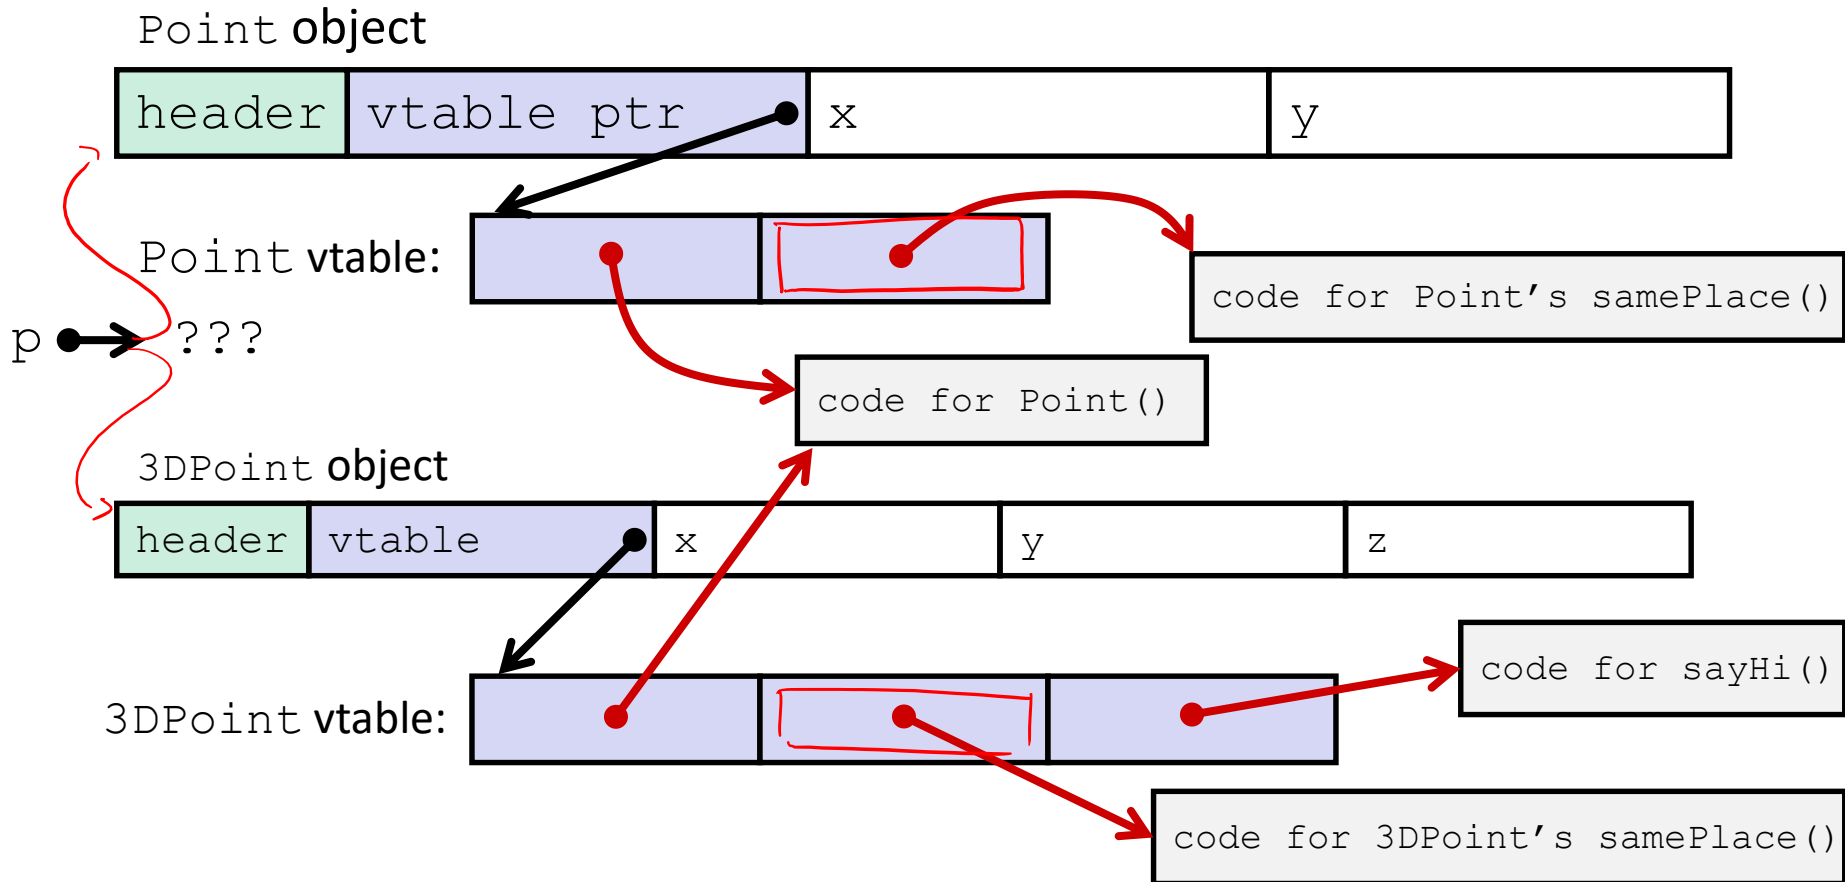 Point object
header vtable ptr x y
Point vtable:
code for Point's samePlace()
p ???
code for Point()
3DPoint object
header vtable x y z
code for sayHi()
3DPoint vtable:
code for 3DPoint's samePlace()